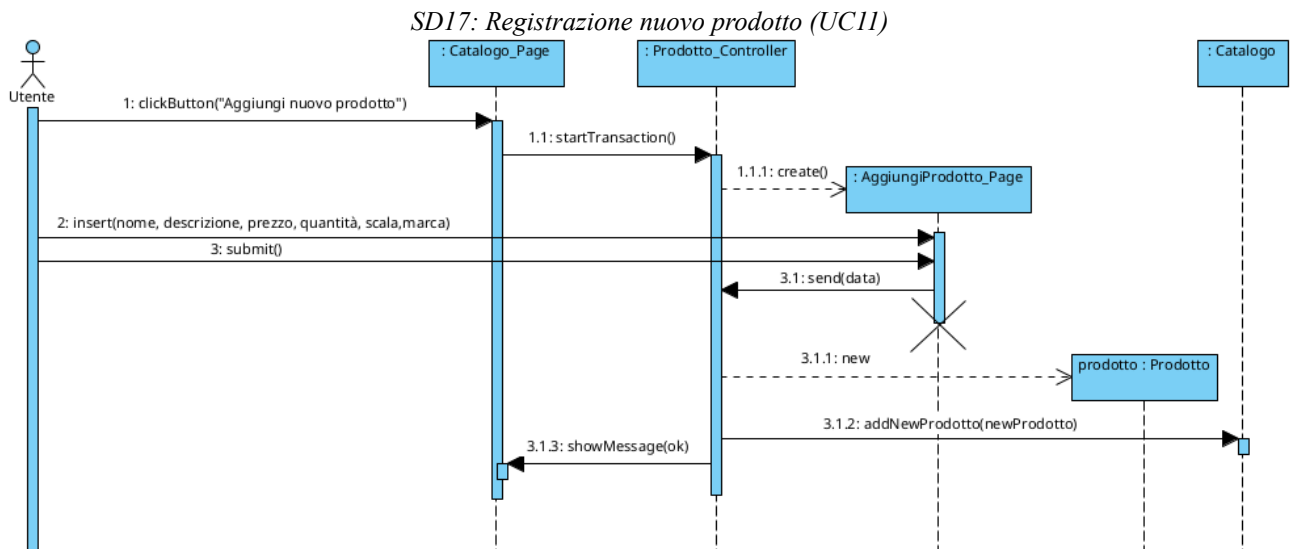 SD17: Registrazione nuovo prodotto (UC11)
: Catalogo_Page
: Prodotto_Controller
: Catalogo
Utente
1: clickButton("Aggiungi nuovo prodotto")
1.1: startTransaction()
1.1.1: create()
: AggiungiProdotto_Page
2: insert(nome, descrizione, prezzo, quantità, scala,marca)
3: submit()
3.1: send(data)
3.1.1: new
prodotto : Prodotto
3.1.2: addNewProdotto(newProdotto)
3.1.3: showMessage(ok)